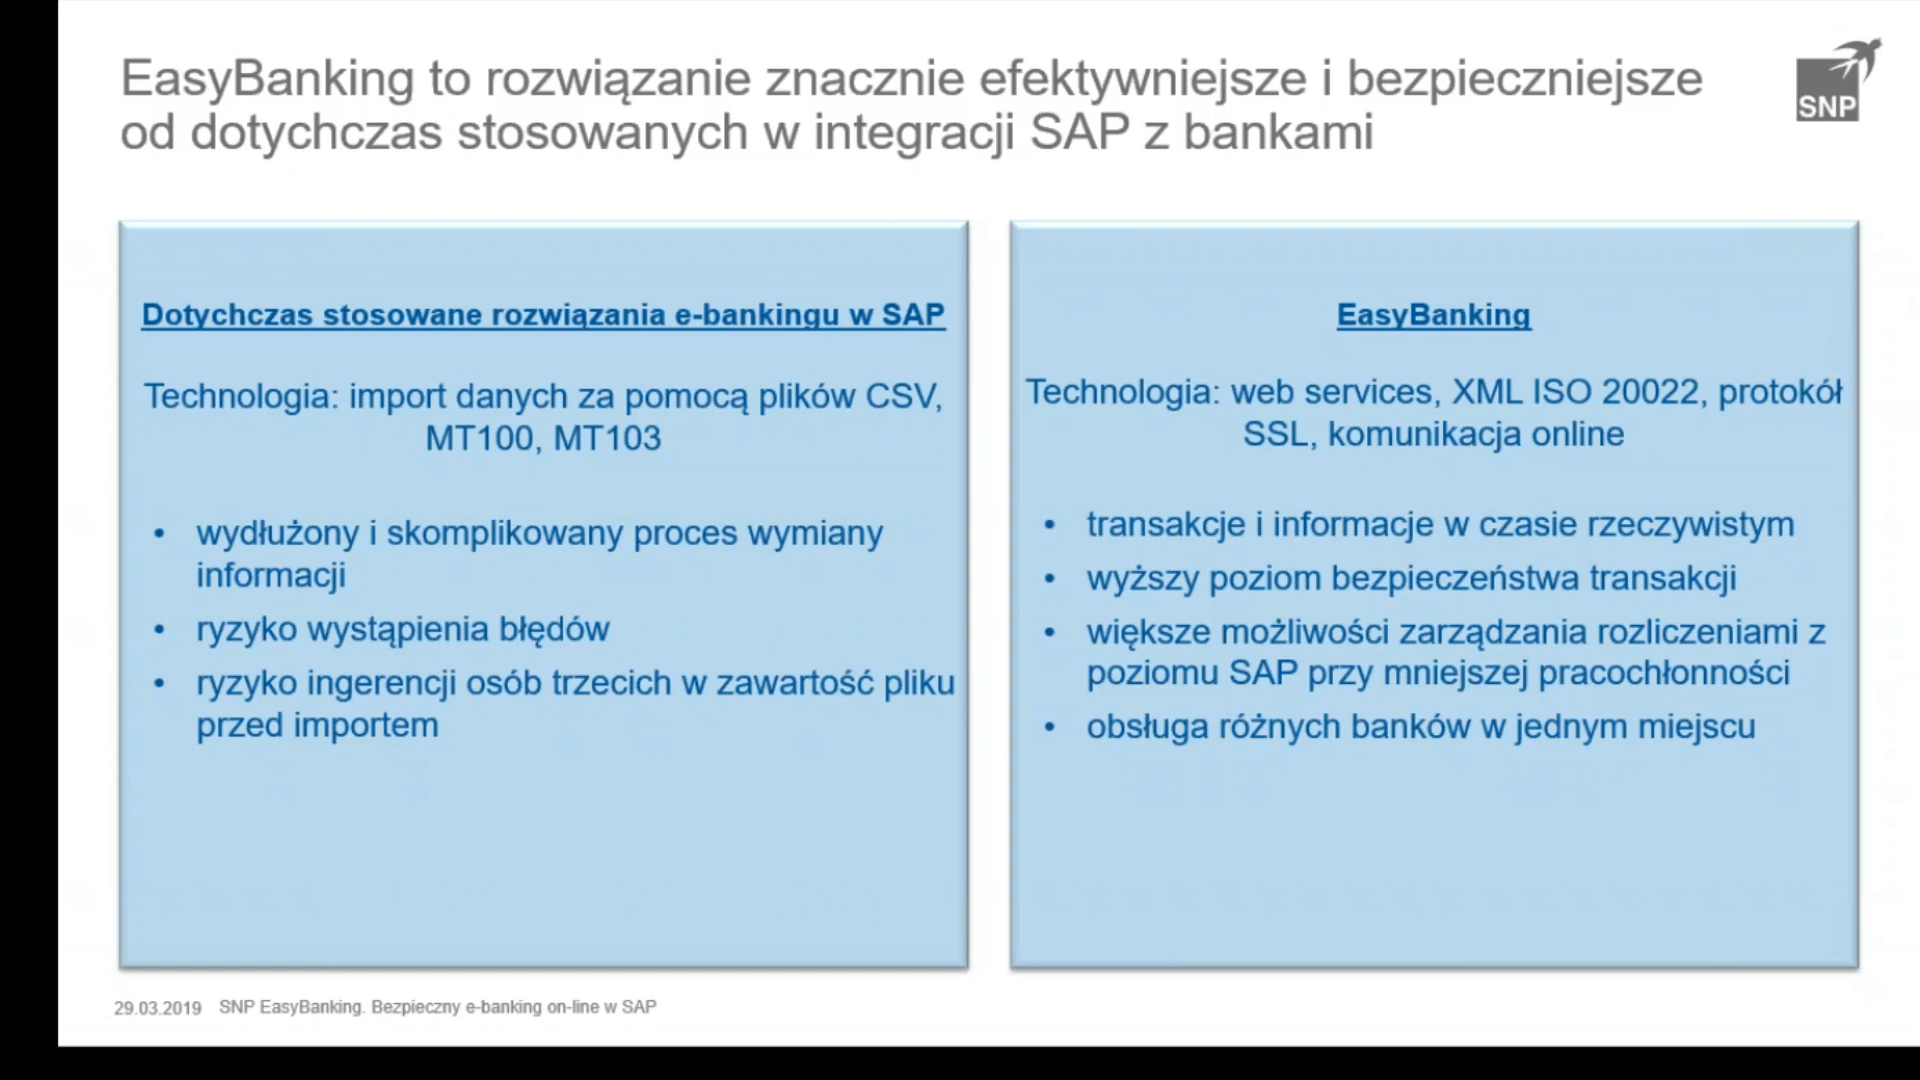 EasyBanking to rozwiązanie znacznie efektywniejsze i bezpieczniejsze
od dotychczas stosowanych w integracji SAP z bankami
SNP
Dotychczas stosowane rozwiązania e-bankingu w SAP
Technologia: import danych za pomocą plików CSV,
MT100, MT103
• wydłużony i skomplikowany proces wymiany
informacji
• ryzyko wystąpienia błędów
• ryzyko ingerencji osób trzecich w zawartość pliku
przed importem
EasyBanking
Technologia: web services, XML ISO 20022, protokół
SSL, komunikacja online
• transakcje i informacje w czasie rzeczywistym
• wyższy poziom bezpieczeństwa transakcji
• większe możliwości zarządzania rozliczeniami z
poziomu SAP przy mniejszej pracochłonności
• obsługa różnych banków w jednym miejscu
29.03.2019 SNP EasyBanking. Bezpieczny e-banking on-line w SAP